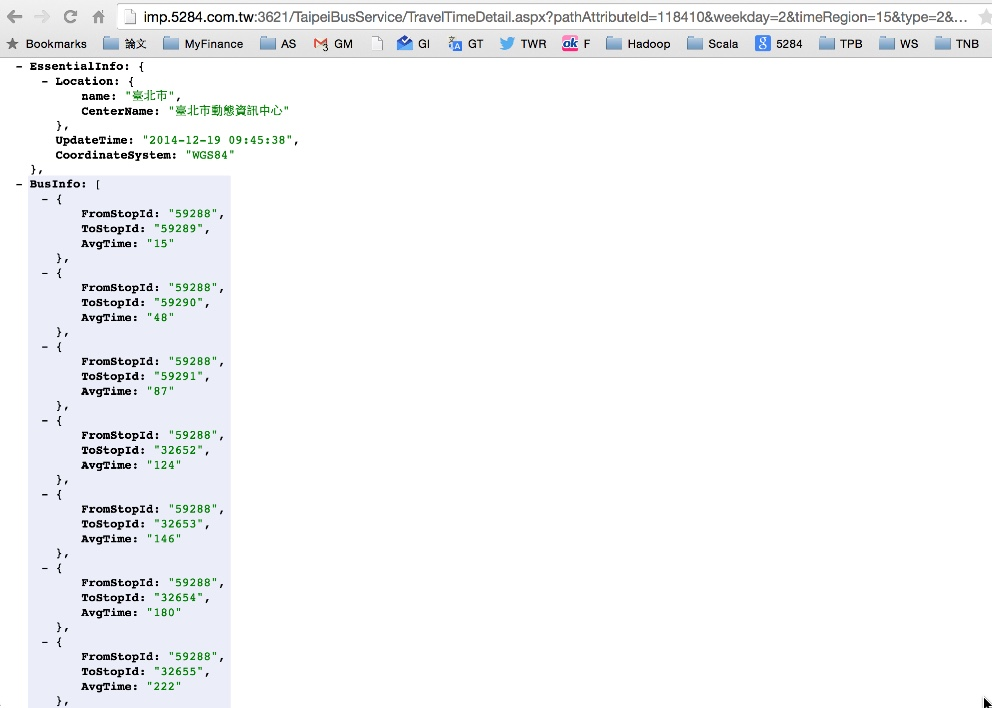 imp.5284.com.tw:3621/TaipeiBusService/TravelTimeDetail.aspx?pathAttributeId=118410&weekday=2&timeRegion=15&type=2&…
Bookmarks 論文 MyFinance AS GM GI GT TWR ok F Hadoop Scala 8 5284 TPB WS TNB
- EssentialInfo: {
- Location: {
name: "臺北市",
CenterName: "臺北市動態資訊中心"
},
UpdateTime: "2014-12-19 09:45:38",
CoordinateSystem: "WGS84"
},
- BusInfo: [
- {
FromStopId: "59288",
ToStopId: "59289",
AvgTime: "15"
},
- {
FromStopId: "59288",
ToStopId: "59290",
AvgTime: "48"
},
- {
FromStopId: "59288",
ToStopId: "59291",
AvgTime: "87"
},
- {
FromStopId: "59288",
ToStopId: "32652",
AvgTime: "124"
},
- {
FromStopId: "59288",
ToStopId: "32653",
AvgTime: "146"
},
- {
FromStopId: "59288",
ToStopId: "32654",
AvgTime: "180"
},
- {
FromStopId: "59288",
ToStopId: "32655",
AvgTime: "222"
},